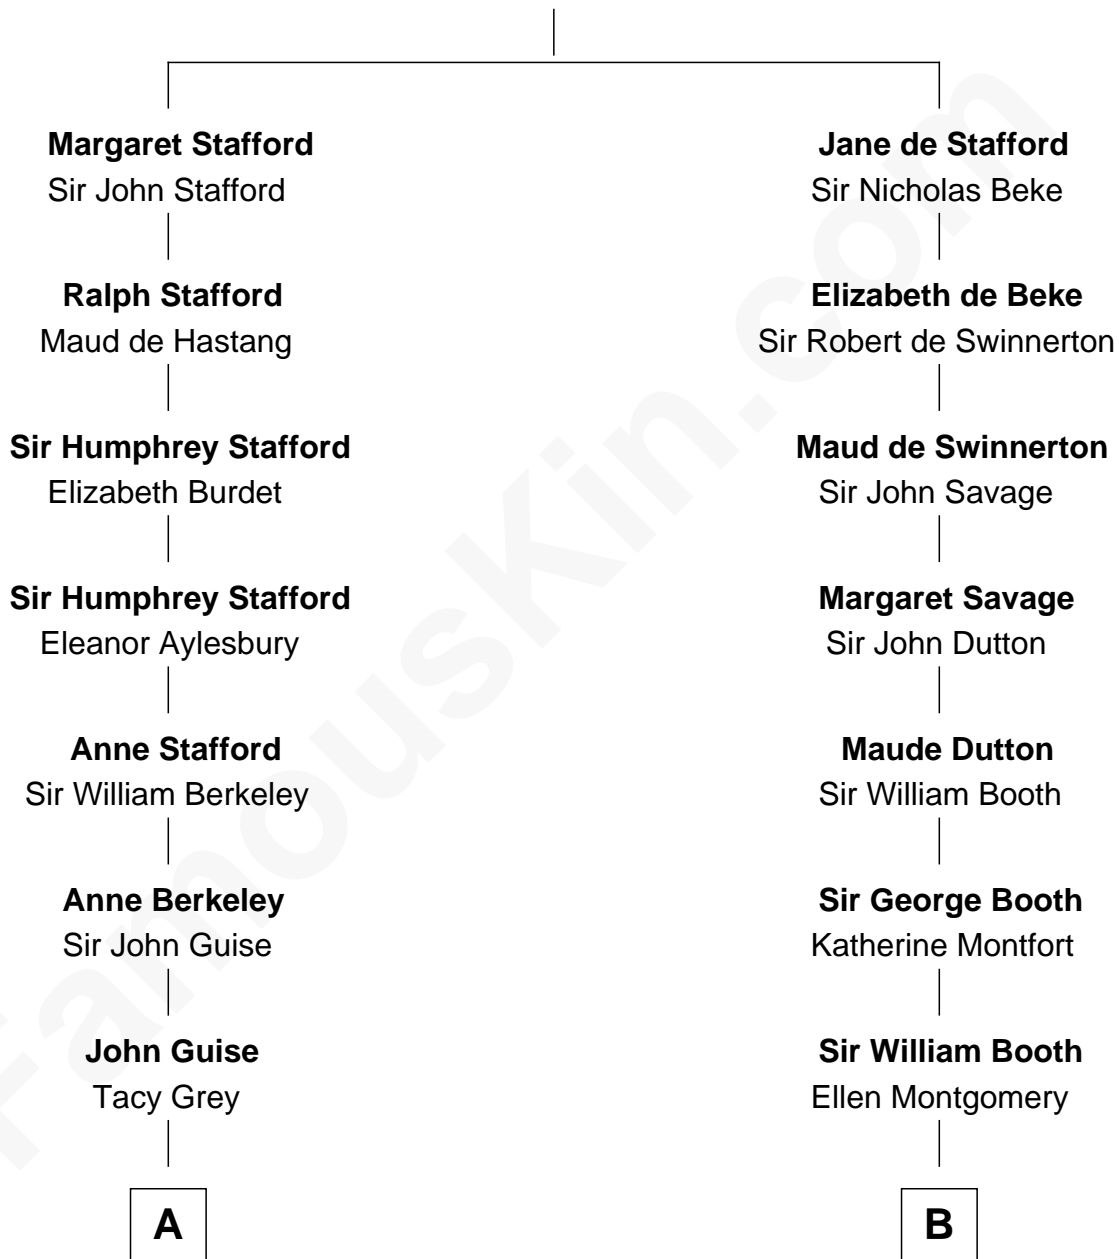 Margaret Stafford
Sir John Stafford
Jane de Stafford
Sir Nicholas Beke
Ralph Stafford
Maud de Hastang
Elizabeth de Beke
Sir Robert de Swinnerton
Sir Humphrey Stafford
Elizabeth Burdet
Maud de Swinnerton
Sir John Savage
Sir Humphrey Stafford
Eleanor Aylesbury
Margaret Savage
Sir John Dutton
Anne Stafford
Sir William Berkeley
Maude Dutton
Sir William Booth
Anne Berkeley
Sir John Guise
Sir George Booth
Katherine Montfort
John Guise
Tacy Grey
Sir William Booth
Ellen Montgomery
A
B
FamousKin.com